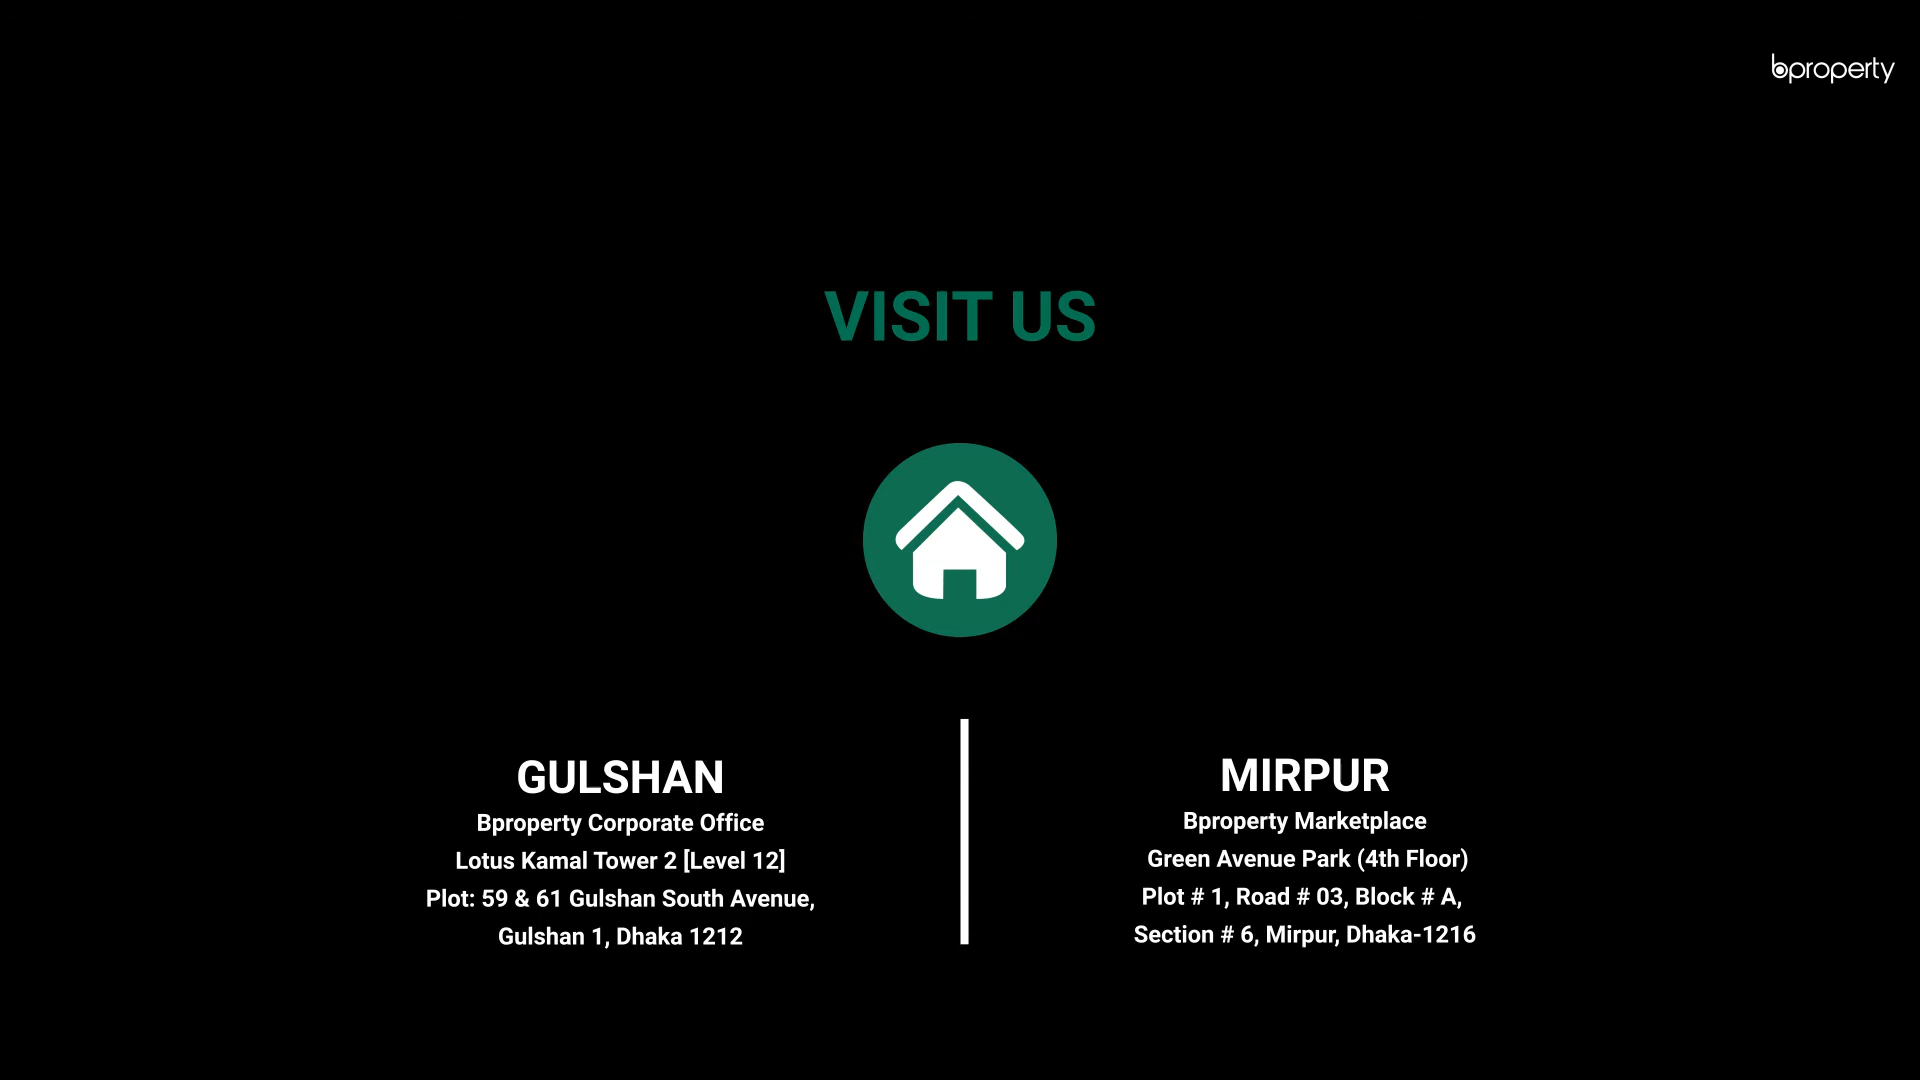 bproperty
VISIT US
GULSHAN
Bproperty Corporate Office
Lotus Kamal Tower 2 [Level 12]
Plot: 59 & 61 Gulshan South Avenue,
Gulshan 1, Dhaka 1212
MIRPUR
Bproperty Marketplace
Green Avenue Park (4th Floor)
Plot # 1, Road # 03, Block # A,
Section # 6, Mirpur, Dhaka-1216